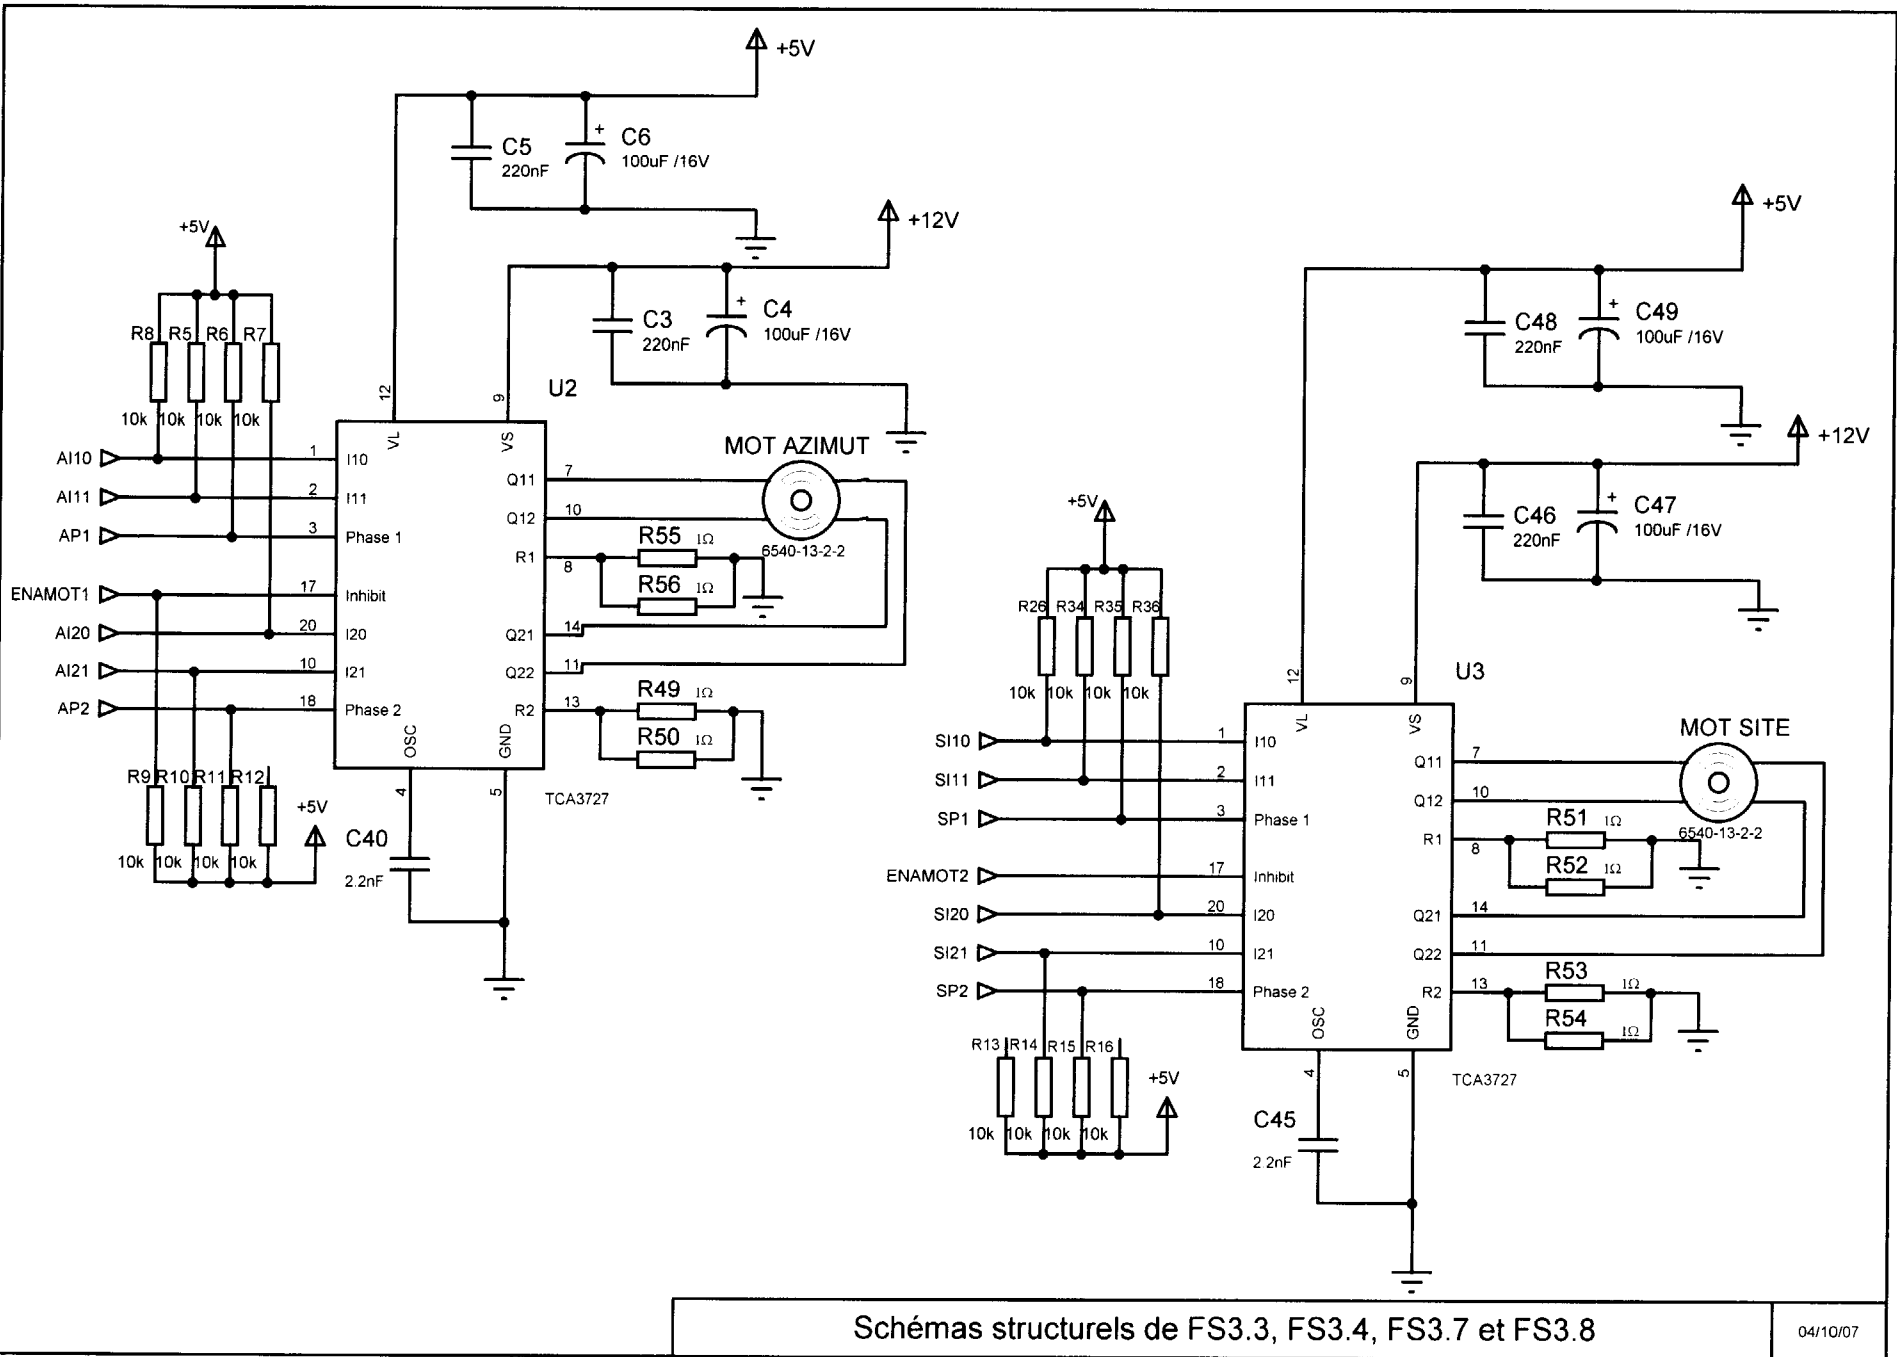 +5V
C5
220nF
+
C6
100uF /16V
+12V
C3
220nF
+
C4
100uF /16V
+5V
R8 R5 R6 R7
10k 10k 10k 10k
U2
12
VL
9
VS
AI10 1 I10
AI11 2 I11
AP1 3 Phase 1
ENAMOT1 17 Inhibit
AI20 20 I20
AI21 10 I21
AP2 18 Phase 2
Q11 7
Q12 10
R1 8
Q21 14
Q22 11
R2 13
OSC
4
GND
5
TCA3727
MOT AZIMUT
6540-13-2-2
R55 1Ω
R56 1Ω
R49 1Ω
R50 1Ω
R9 R10 R11 R12
10k 10k 10k 10k
+5V
C40
2.2nF
+5V
C48
220nF
+
C49
100uF /16V
+12V
C46
220nF
+
C47
100uF /16V
+5V
R26 R34 R35 R36
10k 10k 10k 10k
U3
12
VL
9
VS
SI10 1 I10
SI11 2 I11
SP1 3 Phase 1
ENAMOT2 17 Inhibit
SI20 20 I20
SI21 10 I21
SP2 18 Phase 2
Q11 7
Q12 10
R1 8
Q21 14
Q22 11
R2 13
OSC
4
GND
5
TCA3727
MOT SITE
6540-13-2-2
R51 1Ω
R52 1Ω
R53 1Ω
R54 1Ω
R13 R14 R15 R16
10k 10k 10k 10k
+5V
C45
2.2nF
Schémas structurels de FS3.3, FS3.4, FS3.7 et FS3.8
04/10/07